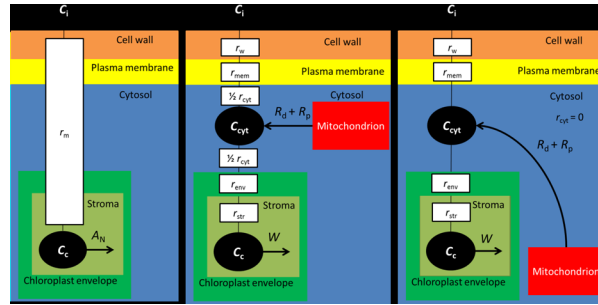 Ci
Cell wall
Plasma membrane
Cytosol
rm
Stroma
AN
Cc
Chloroplast envelope
Ci
rw
Cell wall
rmem
Plasma membrane
½ rcyt
Cytosol
Rd + Rp
Ccyt
Mitochondrion
½ rcyt
renv
Stroma
rstr
W
Cc
Chloroplast envelope
Ci
rw
Cell wall
rmem
Plasma membrane
Cytosol
rcyt = 0
Ccyt
Rd + Rp
renv
Stroma
rstr
W
Cc
Mitochondrion
Chloroplast envelope